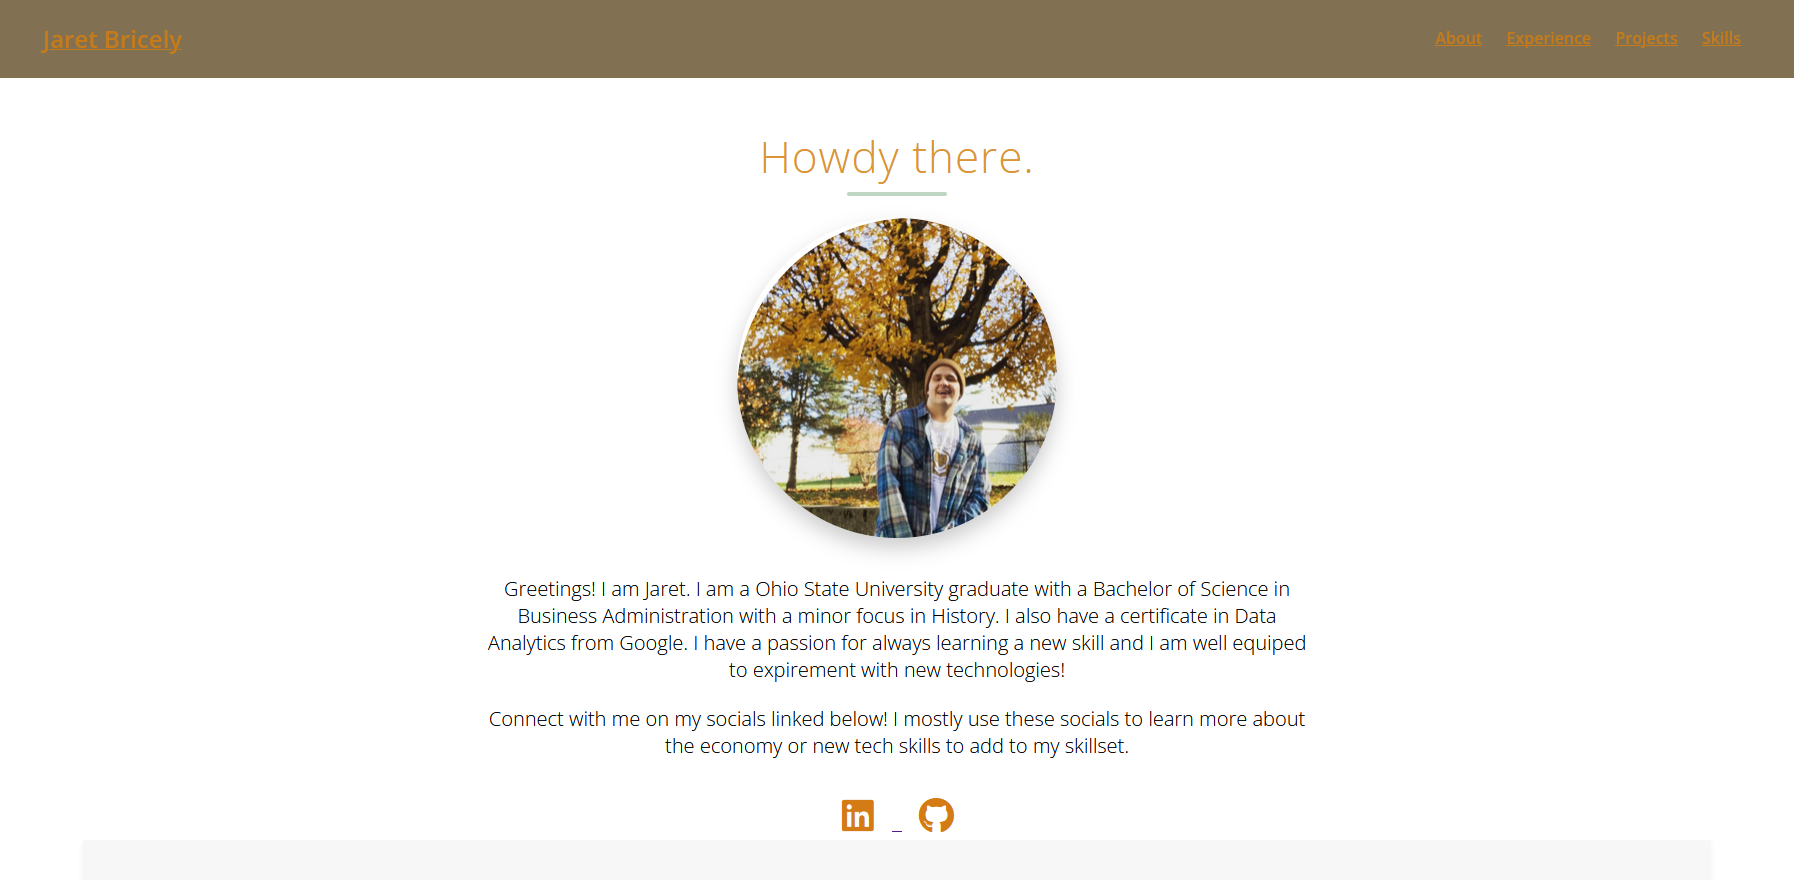 Jaret Bricely
About Experience Projects Skills
Howdy there.
Greetings! I am Jaret. I am a Ohio State University graduate with a Bachelor of Science in
Business Administration with a minor focus in History. I also have a certificate in Data
Analytics from Google. I have a passion for always learning a new skill and I am well equiped
to expirement with new technologies!
Connect with me on my socials linked below! I mostly use these socials to learn more about
the economy or new tech skills to add to my skillset.
in